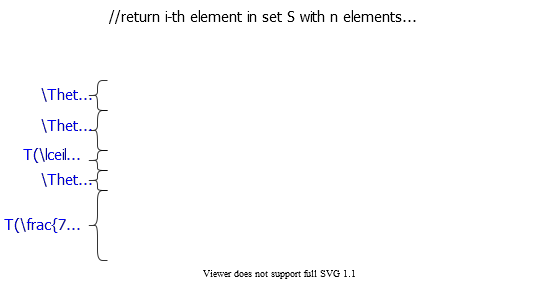 //return i-th element in set S with n elements...
\Thet...
\Thet...
T(\lceil...
\Thet...
T(\frac{7...
Viewer does not support full SVG 1.1